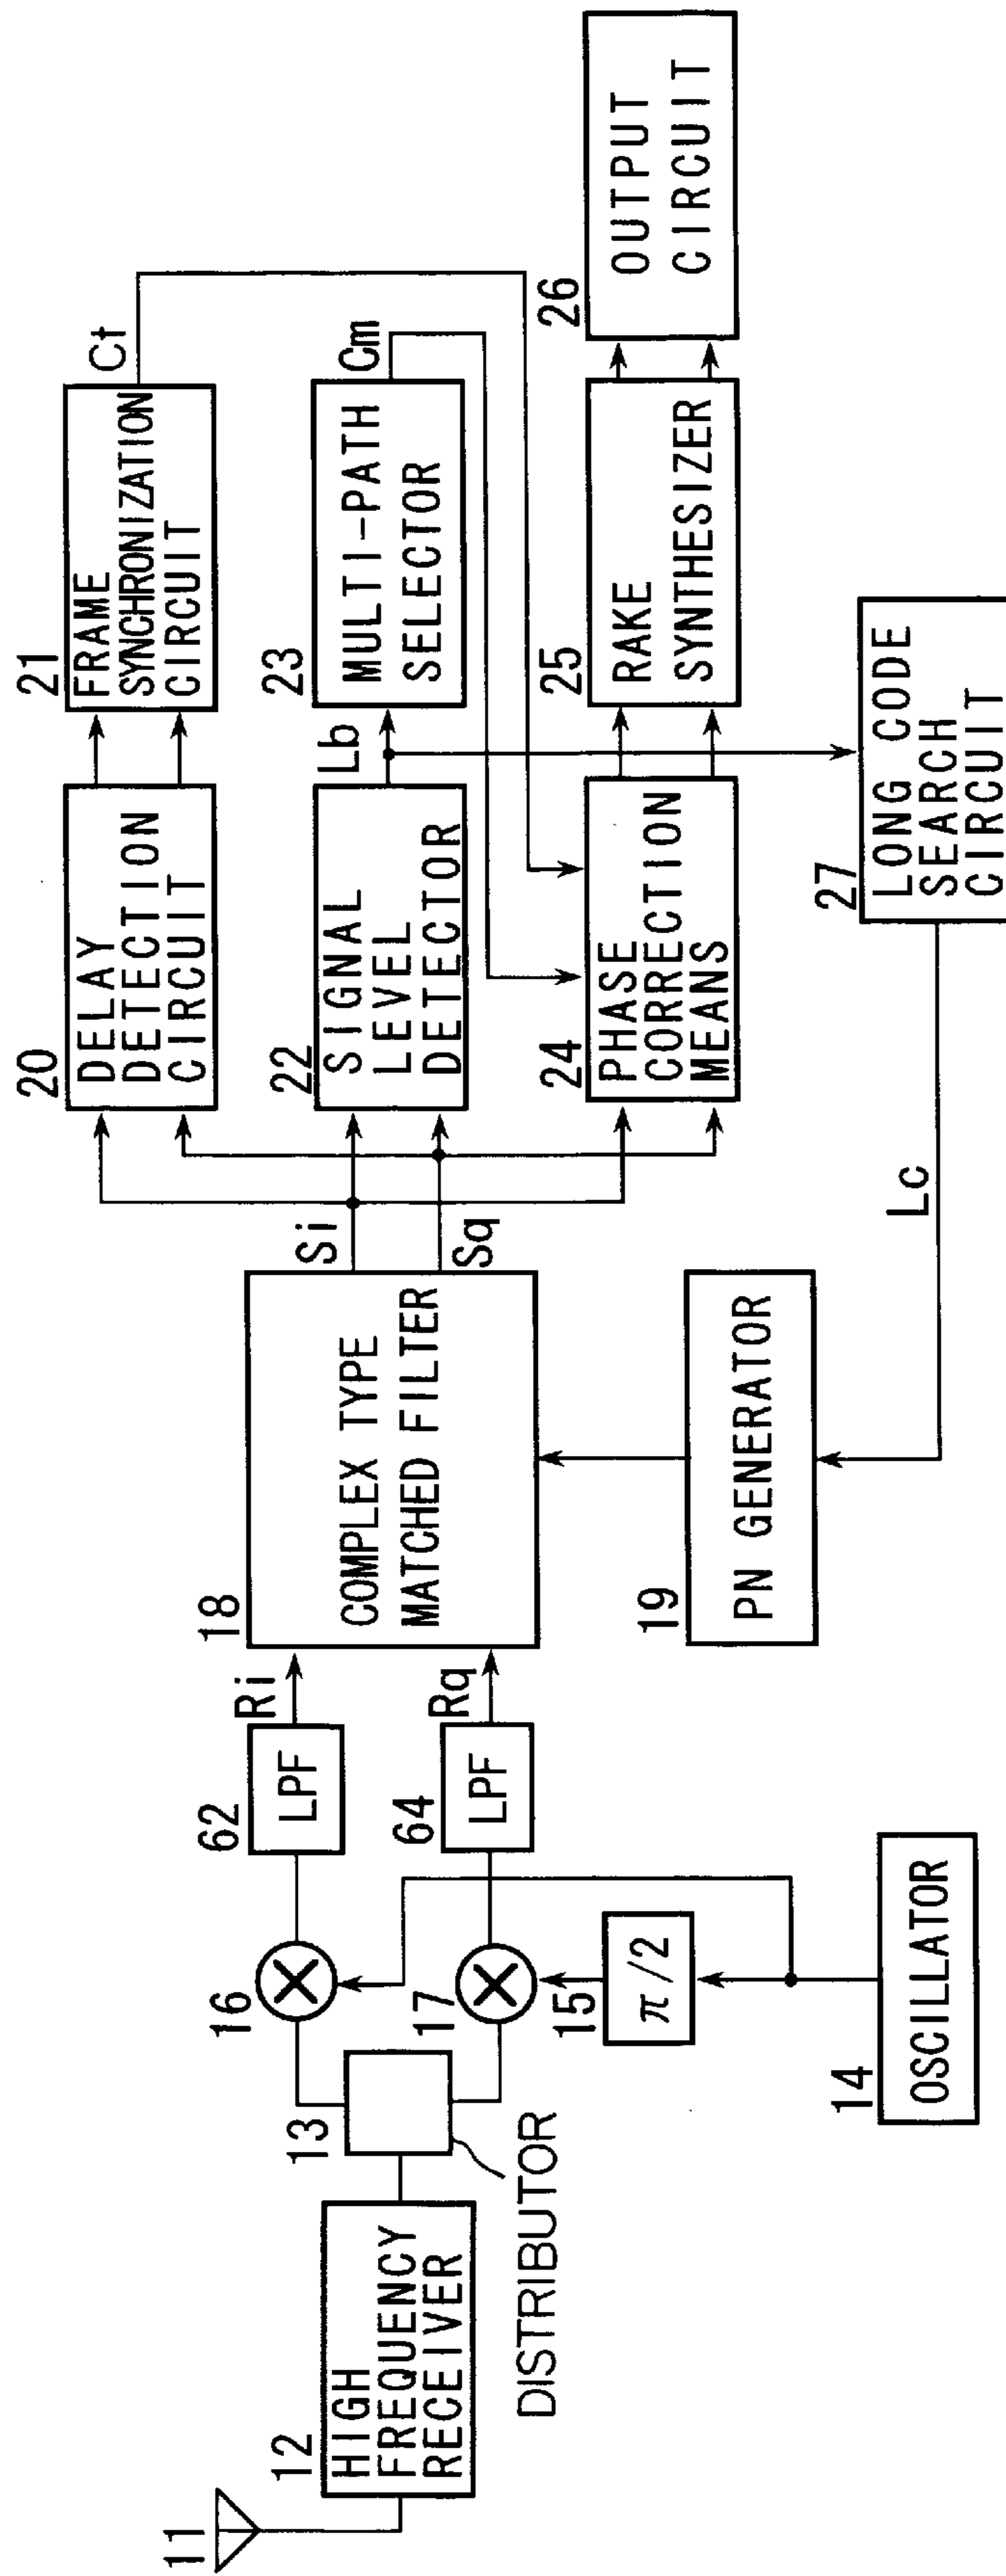 11
12
HIGH
FREQUENCY
RECEIVER
13
DISTRIBUTOR
16
17
15
π/2
14
OSCILLATOR
62
LPF
Ri
64
LPF
Rq
18
COMPLEX TYPE
MATCHED FILTER
19
PN GENERATOR
Si
Sq
Lc
20
DELAY
DETECTION
CIRCUIT
21
FRAME
SYNCHRONIZATION
CIRCUIT
Ct
22
SIGNAL
LEVEL
DETECTOR
Lb
23
MULTI-PATH
SELECTOR
Cm
24
PHASE
CORRECTION
MEANS
25
RAKE
SYNTHESIZER
26
OUTPUT
CIRCUIT
27
LONG CODE
SEARCH
CIRCUIT